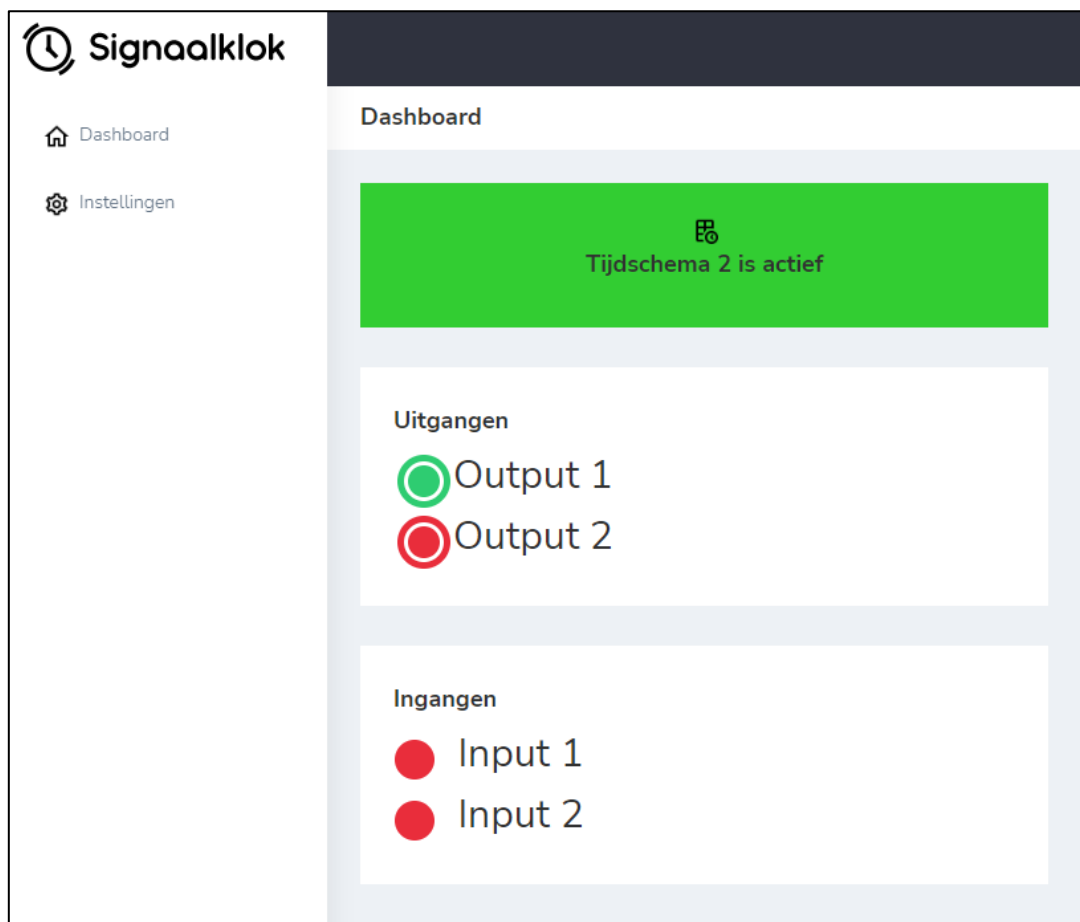 Signaalklok
Dashboard
Instellingen
Dashboard
Tijdschema 2 is actief
Uitgangen
Output 1
Output 2
Ingangen
Input 1
Input 2